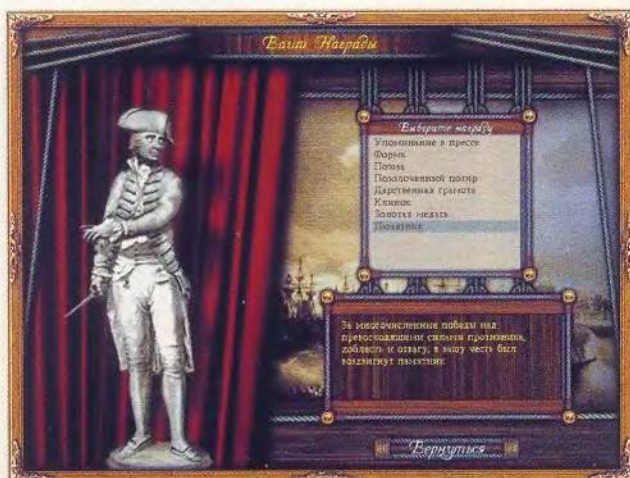 Ваши Награды
Выберите награду
Упоминание в прессе
Форма
Поэма
Позолоченный потир
Дарственная грамота
Клинок
Золотая медаль
Памятник
За многочисленные победы над
превосходящими силами противника,
доблесть и отвагу, в вашу честь был
воздвигнут памятник
Вернуться